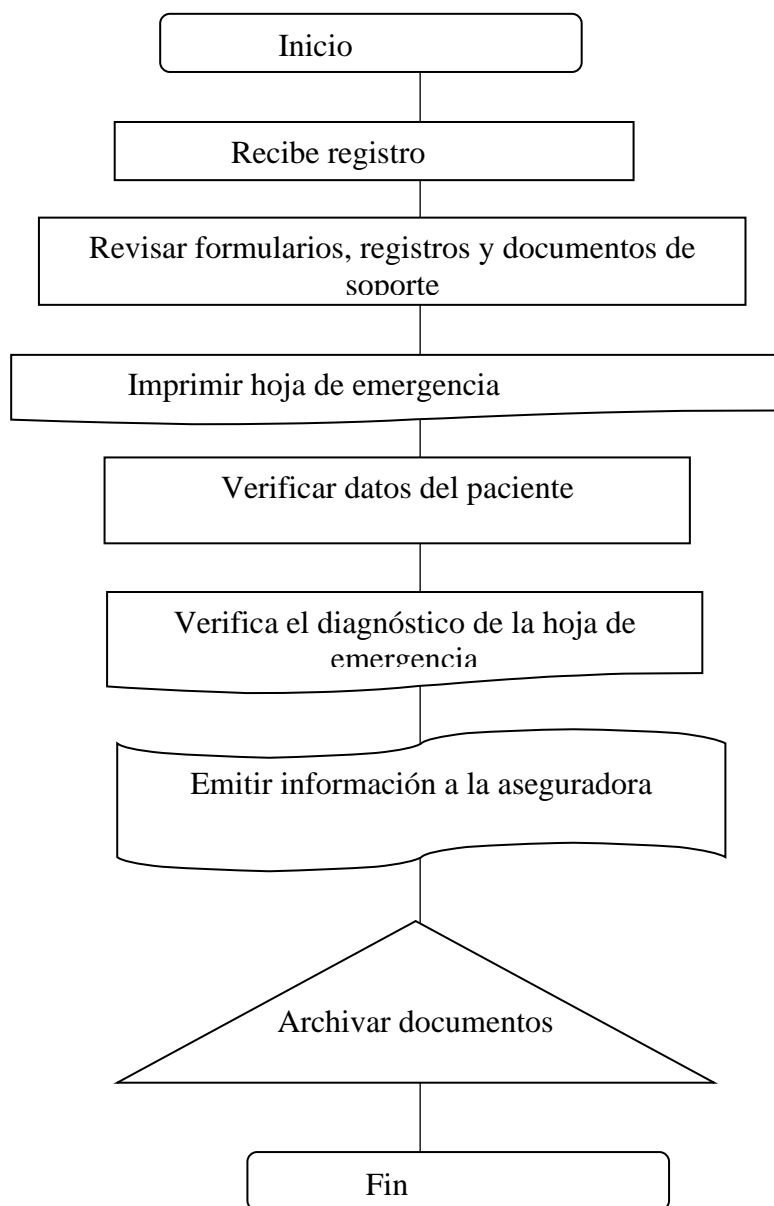 Inicio
Recibe registro
Revisar formularios, registros y documentos de
soporte
Imprimir hoja de emergencia
Verificar datos del paciente
Verifica el diagnóstico de la hoja de
emergencia
Emitir información a la aseguradora
Archivar documentos
Fin